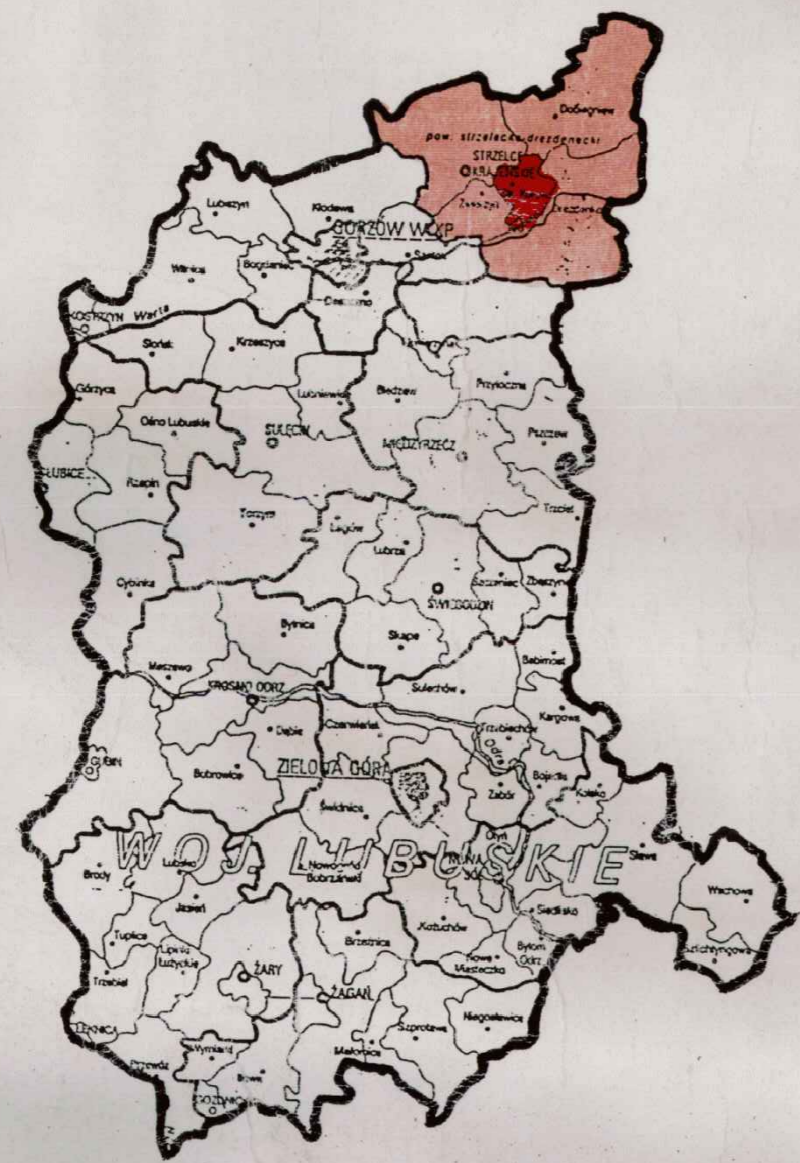 Dobiegniew
pow. strzelecko-drezdenecki
STRZELCE
KRAJEŃSKIE
Zwierzyn
Drezdenko
Lubiszyn
Kłodawa
GORZÓW WLKP
Santok
Witnica
Bogdaniec
Deszczno
KOSTRZYN
Warta
Słońsk
Krzeszyce
Górzyca
Lubniewice
Bledzew
Przytoczna
Ośno Lubuskie
SULĘCIN
MIĘDZYRZECZ
Pszczew
SŁUBICE
Rzepin
Torzym
Łagów
Trzciel
Lubrza
Cybinka
ŚWIEBODZIN
Szczaniec
Zbąszyn
Bytnica
Skąpe
Maszewo
Babimost
KROSNO ODRZ
Sulechów
Kargowa
Dąbie
Czerwieńsk
Trzebiechów
Odra
GUBIN
Bobrowice
ZIELONA GÓRA
Zabór
Bojadła
Kolsko
Świdnica
WOJ. LUBUSKIE
Brody
Lubsko
Nowogród
Bobrzański
Otyń
Sława
Wschowa
Jasień
Siedlisko
Tuplice
Brzeźnica
Kożuchów
Bytom
Odrz
Szlichtyngowa
Lipinki
Łużyckie
Nowe
Miasteczko
Trzebiel
ŻARY
ŻAGAŃ
ŁĘKNICA
Szprotawa
Niegosławice
Wymiarki
Małomice
Przewóz
Iłowa
GOZDNICA